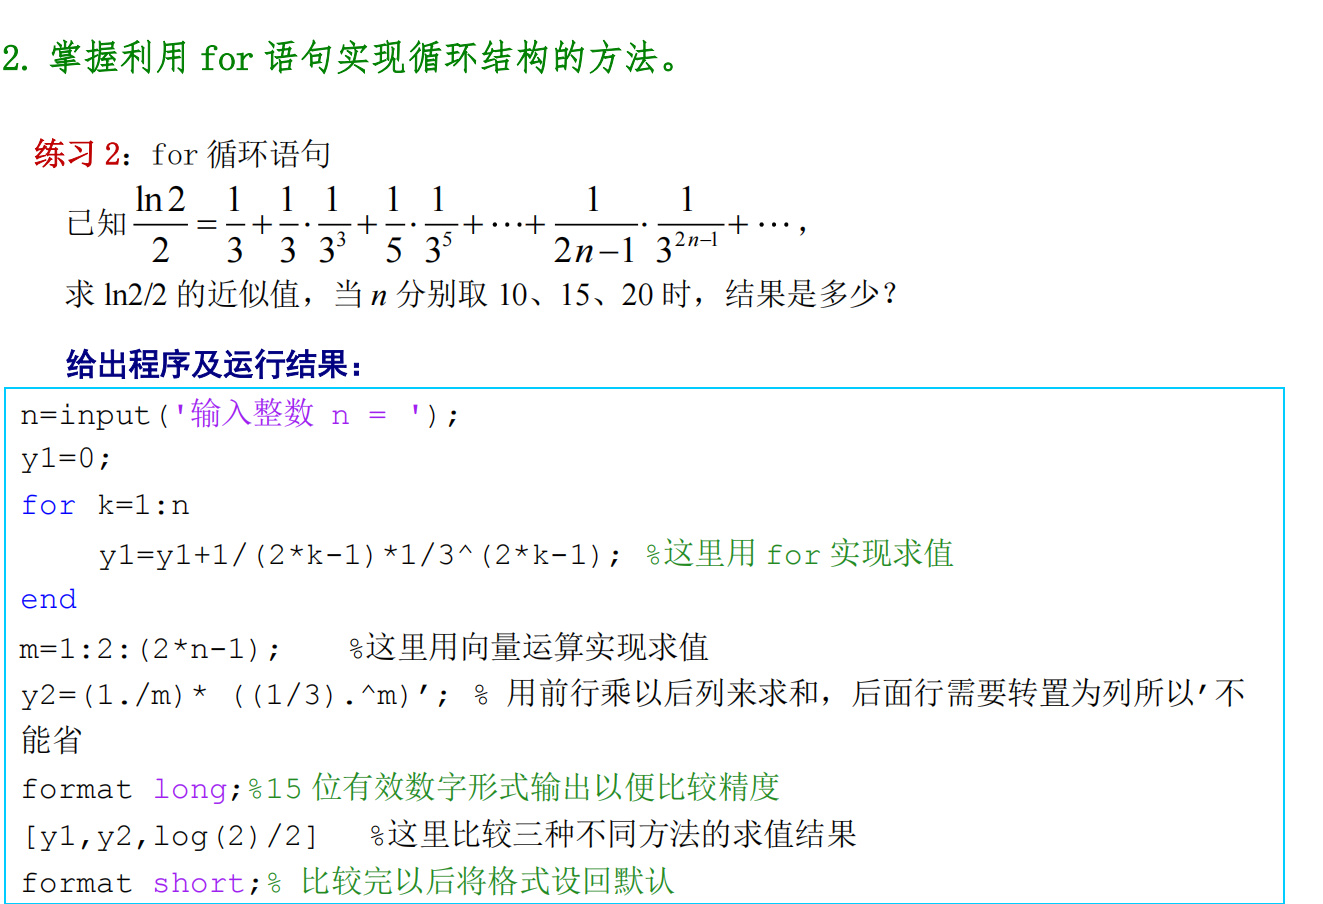 2. 掌握利用 for 语句实现循环结构的方法。
练习 2：for 循环语句
已知 ln2/2 = 1/3 + 1/3·1/3^3 + 1/5·1/3^5 + ⋯ + 1/(2n−1)·1/3^(2n−1) + ⋯，
求 ln2/2 的近似值，当 n 分别取 10、15、20 时，结果是多少？
给出程序及运行结果：
n=input('输入整数 n = ');
y1=0;
for k=1:n
y1=y1+1/(2*k-1)*1/3^(2*k-1); %这里用 for 实现求值
end
m=1:2:(2*n-1); %这里用向量运算实现求值
y2=(1./m)* ((1/3).^m)’; % 用前行乘以后列来求和，后面行需要转置为列所以’不
能省
format long;%15 位有效数字形式输出以便比较精度
[y1,y2,log(2)/2] %这里比较三种不同方法的求值结果
format short;% 比较完以后将格式设回默认